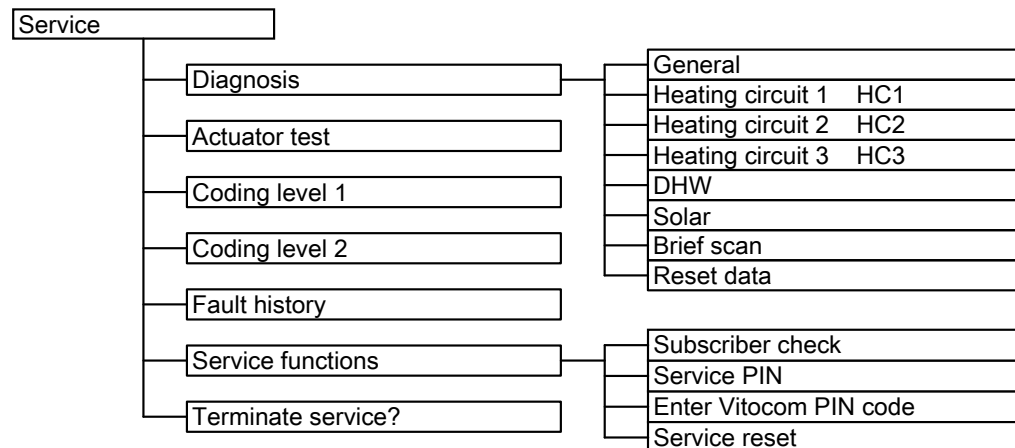 Service
Diagnosis
General
Heating circuit 1 HC1
Heating circuit 2 HC2
Heating circuit 3 HC3
DHW
Solar
Brief scan
Reset data
Actuator test
Coding level 1
Coding level 2
Fault history
Service functions
Subscriber check
Service PIN
Enter Vitocom PIN code
Service reset
Terminate service?